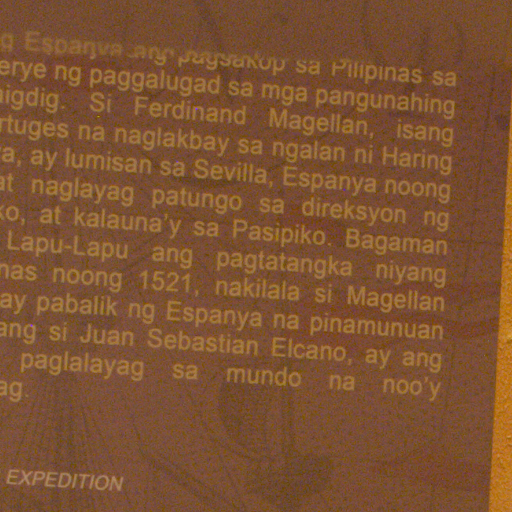 g Espanya ang pagsakop sa Pilipinas sa
erye ng paggalugad sa mga pangunahing
aigdig. Si Ferdinand Magellan, isang
rtuges na naglakbay sa ngalan ni Haring
a, ay lumisan sa Sevilla, Espanya noong
at naglayag patungo sa direksyon ng
ko, at kalauna'y sa Pasipiko. Bagaman
Lapu-Lapu ang pagtatangka niyang
nas noong 1521, nakilala si Magellan
ay pabalik ng Espanya na pinamunuan
ang si Juan Sebastian Elcano, ay ang
paglalayag sa mundo na noo'y
ag.
EXPEDITION